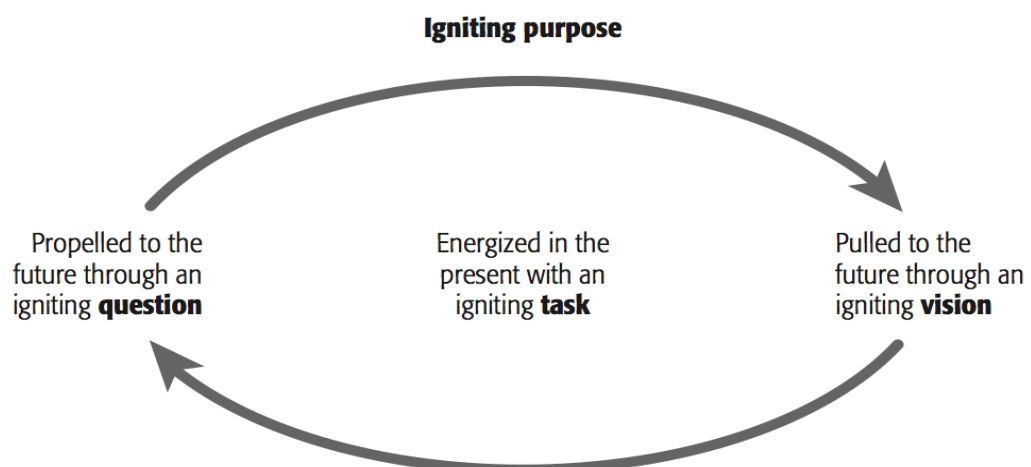 Igniting purpose
Propelled to the
future through an
igniting question
Energized in the
present with an
igniting task
Pulled to the
future through an
igniting vision